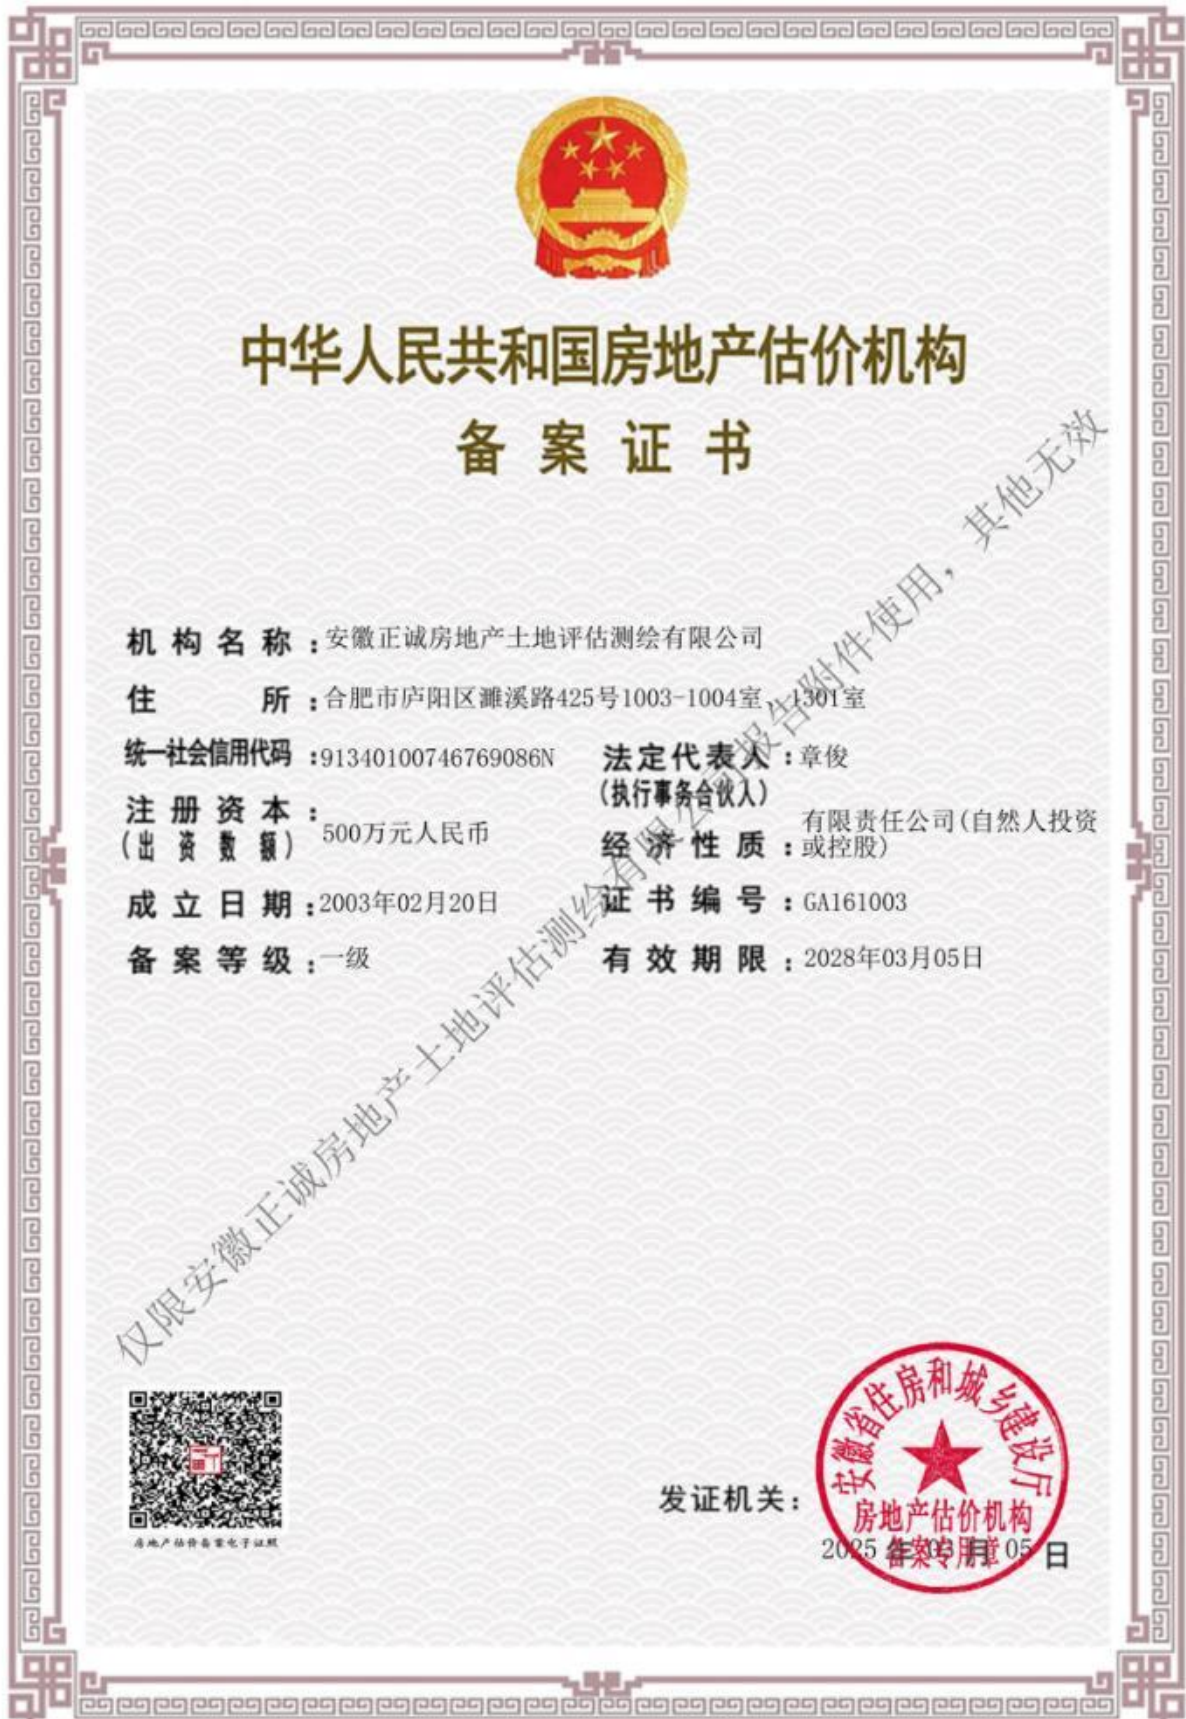 中华人民共和国房地产估价机构
备案证书
机构名称：安徽正诚房地产土地评估测绘有限公司
住所：合肥市庐阳区濉溪路425号1003-1004室、1301室
统一社会信用代码：91340100746769086N
法定代表人：章俊
(执行事务合伙人)
注册资本：
(出资数额) 500万元人民币
经济性质：有限责任公司(自然人投资
或控股)
成立日期：2003年02月20日
证书编号：GA161003
备案等级：一级
有效期限：2028年03月05日
仅限安徽正诚房地产土地评估测绘有限公司报告附件使用，其他无效
房地产估价备案电子证照
发证机关：
安徽省住房和城乡建设厅
房地产估价机构
备案专用章
2025年03月05日